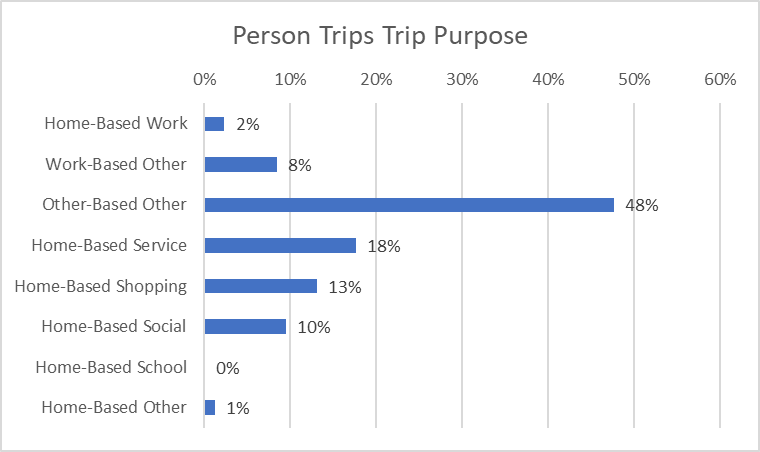 Person Trips Trip Purpose
0% 10% 20% 30% 40% 50% 60%
Home-Based Work 2%
Work-Based Other 8%
Other-Based Other 48%
Home-Based Service 18%
Home-Based Shopping 13%
Home-Based Social 10%
Home-Based School 0%
Home-Based Other 1%